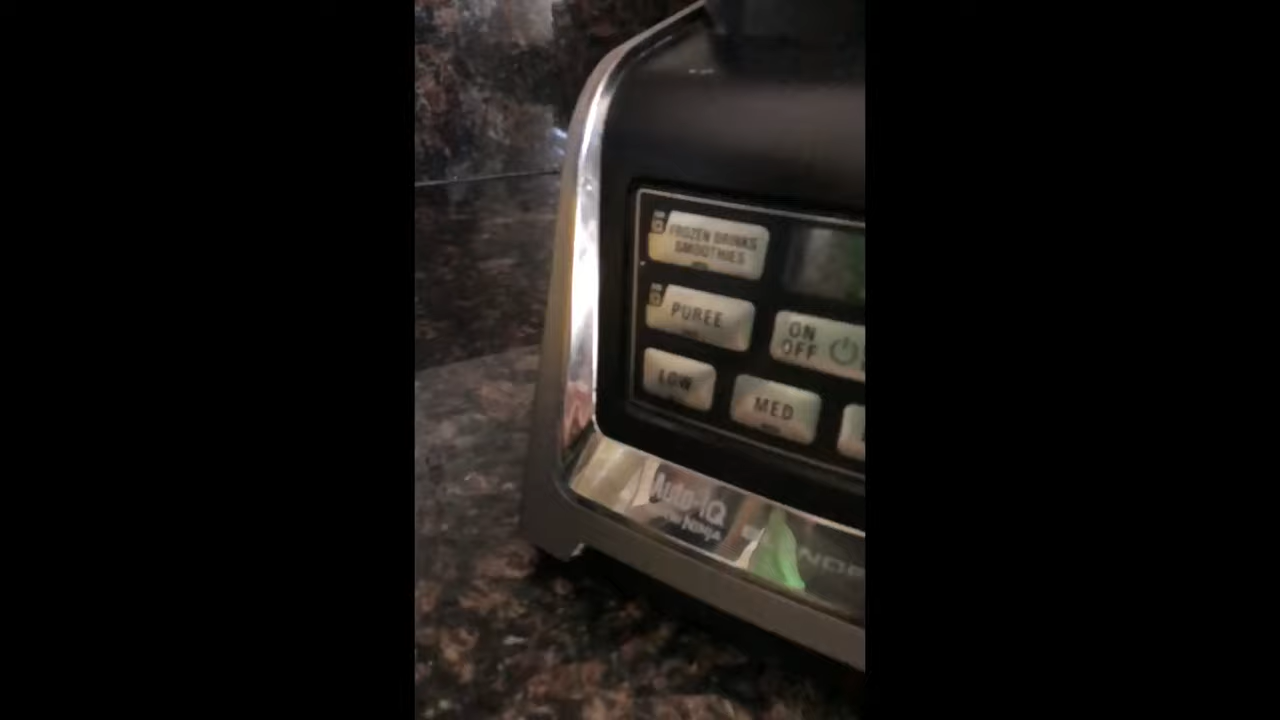 FROZEN DRINKS
SMOOTHIES
PUREE
ON
OFF
LOW
MED
Auto-iQ
NINJA